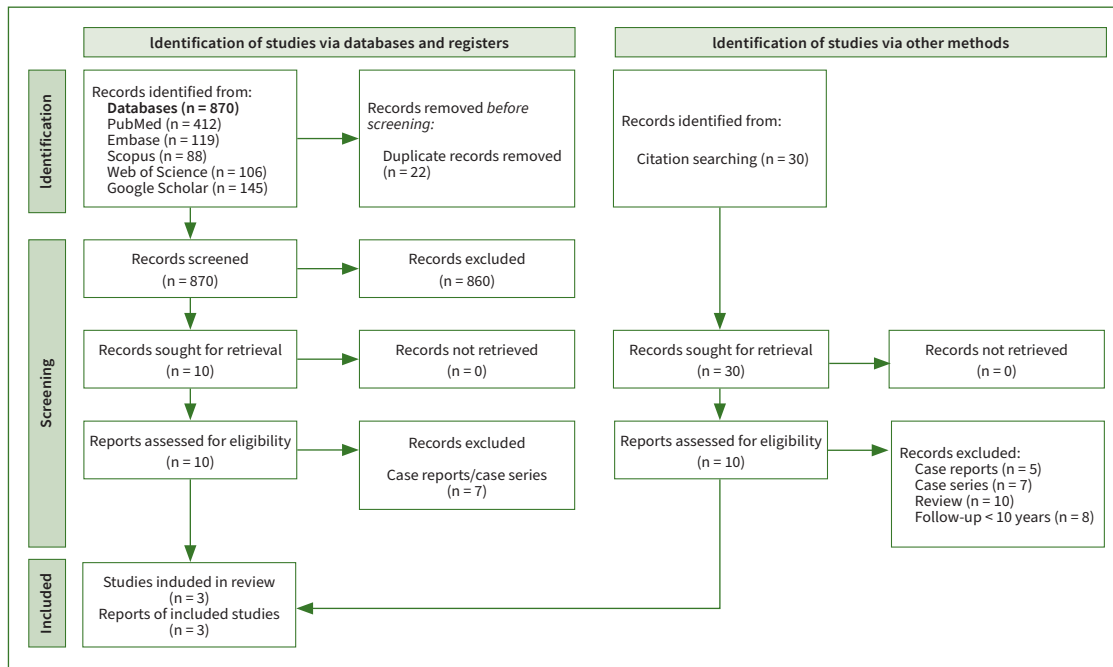 Identification of studies via databases and registers
Identification of studies via other methods
Identification
Records identified from:
Databases (n = 870)
PubMed (n = 412)
Embase (n = 119)
Scopus (n = 88)
Web of Science (n = 106)
Google Scholar (n = 145)
Records removed before
screening:
Duplicate records removed
(n = 22)
Records identified from:
Citation searching (n = 30)
Screening
Records screened
(n = 870)
Records excluded
(n = 860)
Records sought for retrieval
(n = 10)
Records not retrieved
(n = 0)
Records sought for retrieval
(n = 30)
Records not retrieved
(n = 0)
Reports assessed for eligibility
(n = 10)
Records excluded
Case reports/case series
(n = 7)
Reports assessed for eligibility
(n = 10)
Records excluded:
Case reports (n = 5)
Case series (n = 7)
Review (n = 10)
Follow-up < 10 years (n = 8)
Included
Studies induded in review
(n = 3)
Reports of included studies
(n = 3)